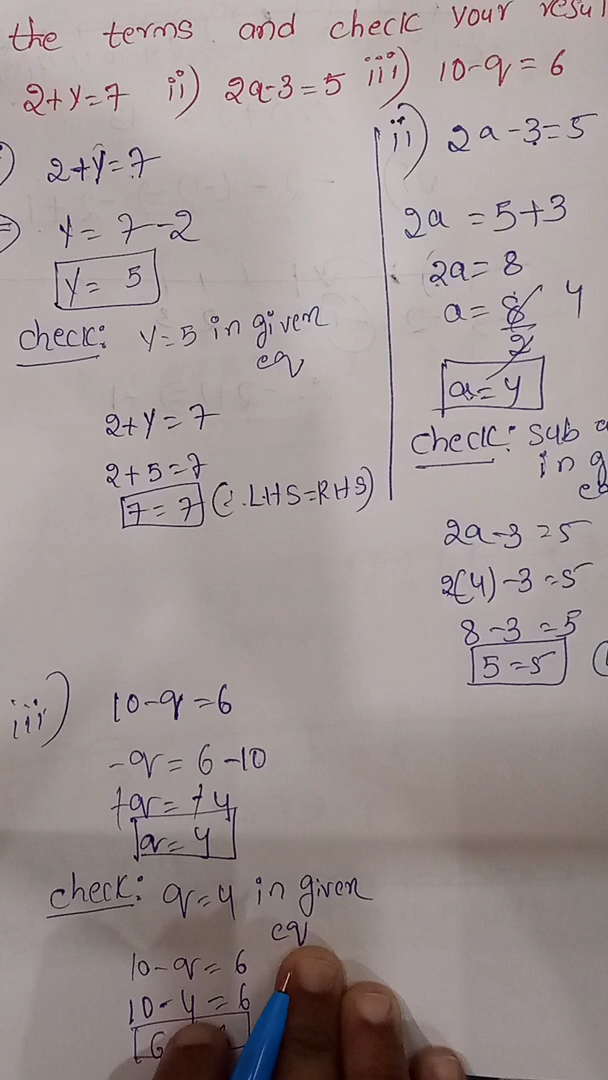 the terms and check your resul
2+y=7 ii) 2a-3=5 iii) 10-q=6
2+y=7
y= 7-2
y= 5
check: y=5 in given
eq
2+y=7
2+5=7
7=7 (∵ LHS=RHS)
ii) 2a-3=5
2a =5+3
2a=8
a= 8/2 4
a=4
check: sub a
in g
2a-3=5
2(4)-3=5
8-3=5
5=5 (
iii) 10-q=6
-q= 6-10
+q= +4
q= 4
check: q=4 in given
eq
10-q= 6
10-4=6
6